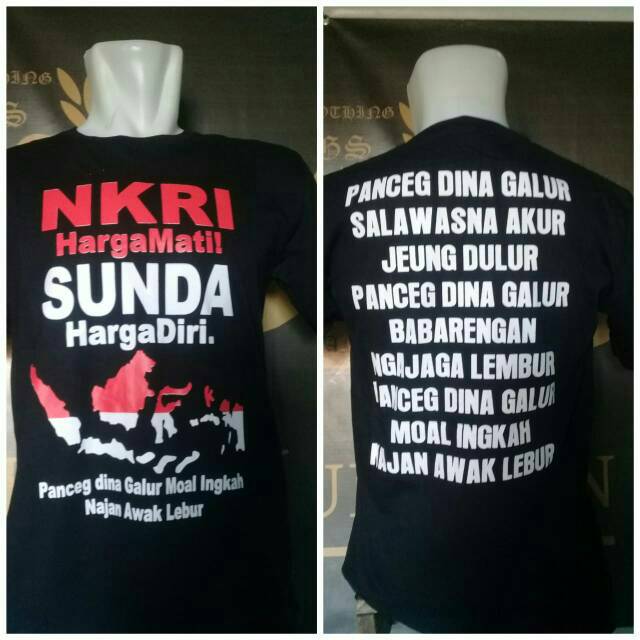 NKRI
HargaMati!
SUNDA
HargaDiri.
Panceg dina Galur Moal Ingkah
Najan Awak Lebur
PANCEG DINA GALUR
SALAWASNA AKUR
JEUNG DULUR
PANCEG DINA GALUR
BABARENGAN
NGAJAGA LEMBUR
PANCEG DINA GALUR
MOAL INGKAH
NAJAN AWAK LEBUR